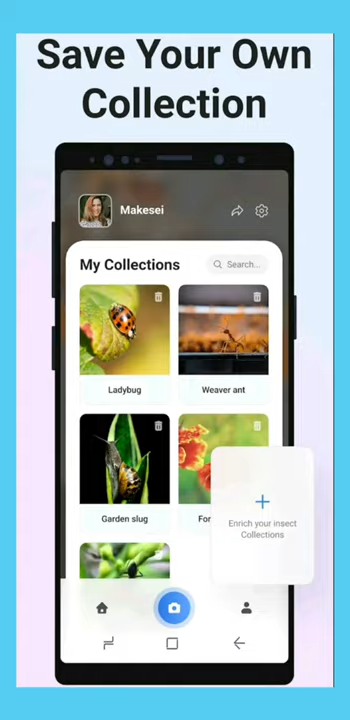 Save Your Own
Collection
Makesei
My Collections
Search...
Ladybug
Weaver ant
Garden slug
Enrich your insect
Collections